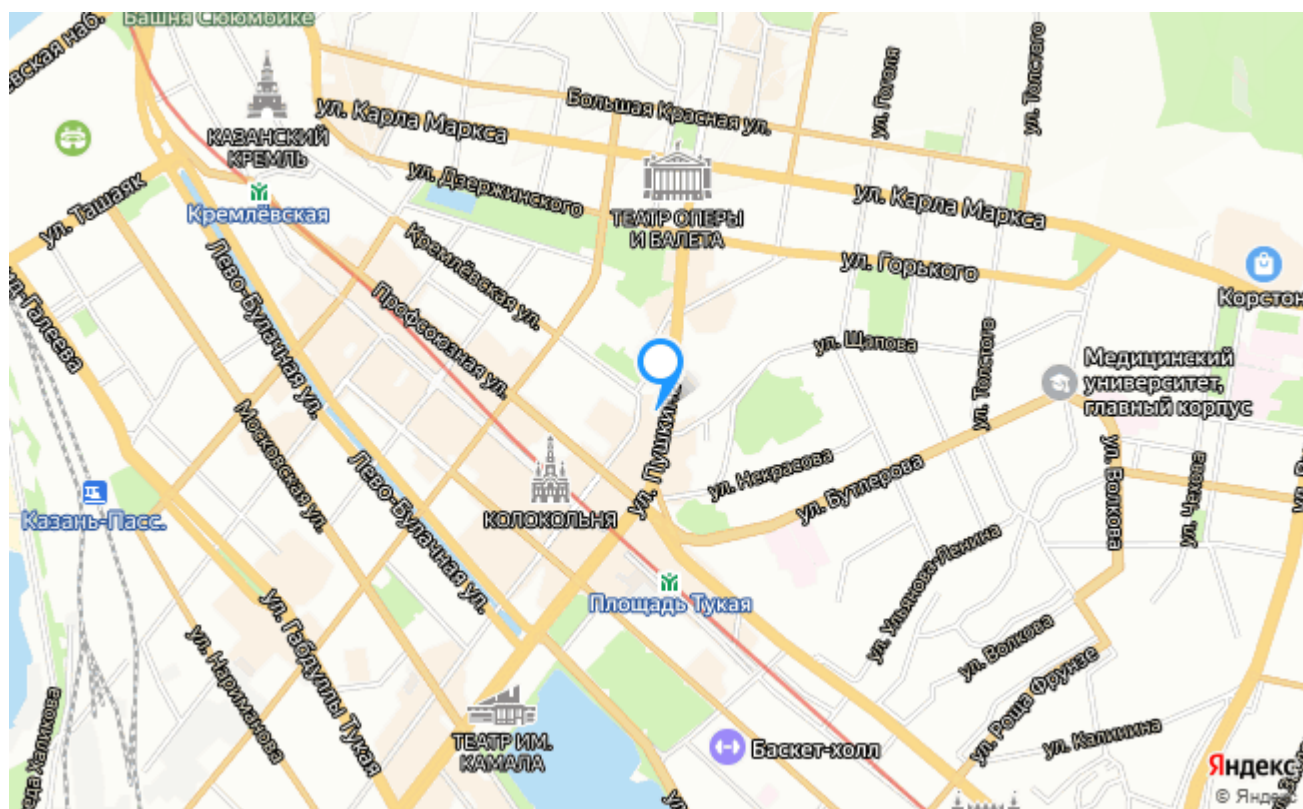 Башня Сююмбике
евская наб.
КАЗАНСКИЙ
КРЕМЛЬ
ул. Карла Маркса
Большая Красная ул.
ул. Гоголя
ул. Толстого
ул. Ташаяк
Кремлёвская
ул. Дзержинского
ТЕАТР ОПЕРЫ
И БАЛЕТА
ул. Карла Маркса
Кремлёвская ул.
ул. Горького
Корстон
Лево-Булачная ул.
Профсоюзная ул.
ул. Галеева
ул. Щапова
ул. Толстого
Медицинский
университет,
главный корпус
ул. Пушкина
Московская ул.
Лево-Булачная ул.
ул. Некрасова
ул. Бутлерова
ул. Волкова
ул. Чехова
Казань-Пасс.
КОЛОКОЛЬНЯ
Площадь Тукая
ул. Ульянова-Ленина
ул. Волкова
ул. Нариманова
ул. Габдуллы Тукая
ул. Роща Фрунзе
ул. Калинина
ТЕАТР ИМ.
КАМАЛА
Баскет-холл
еда Халикова
Яндекс
© Яндекс